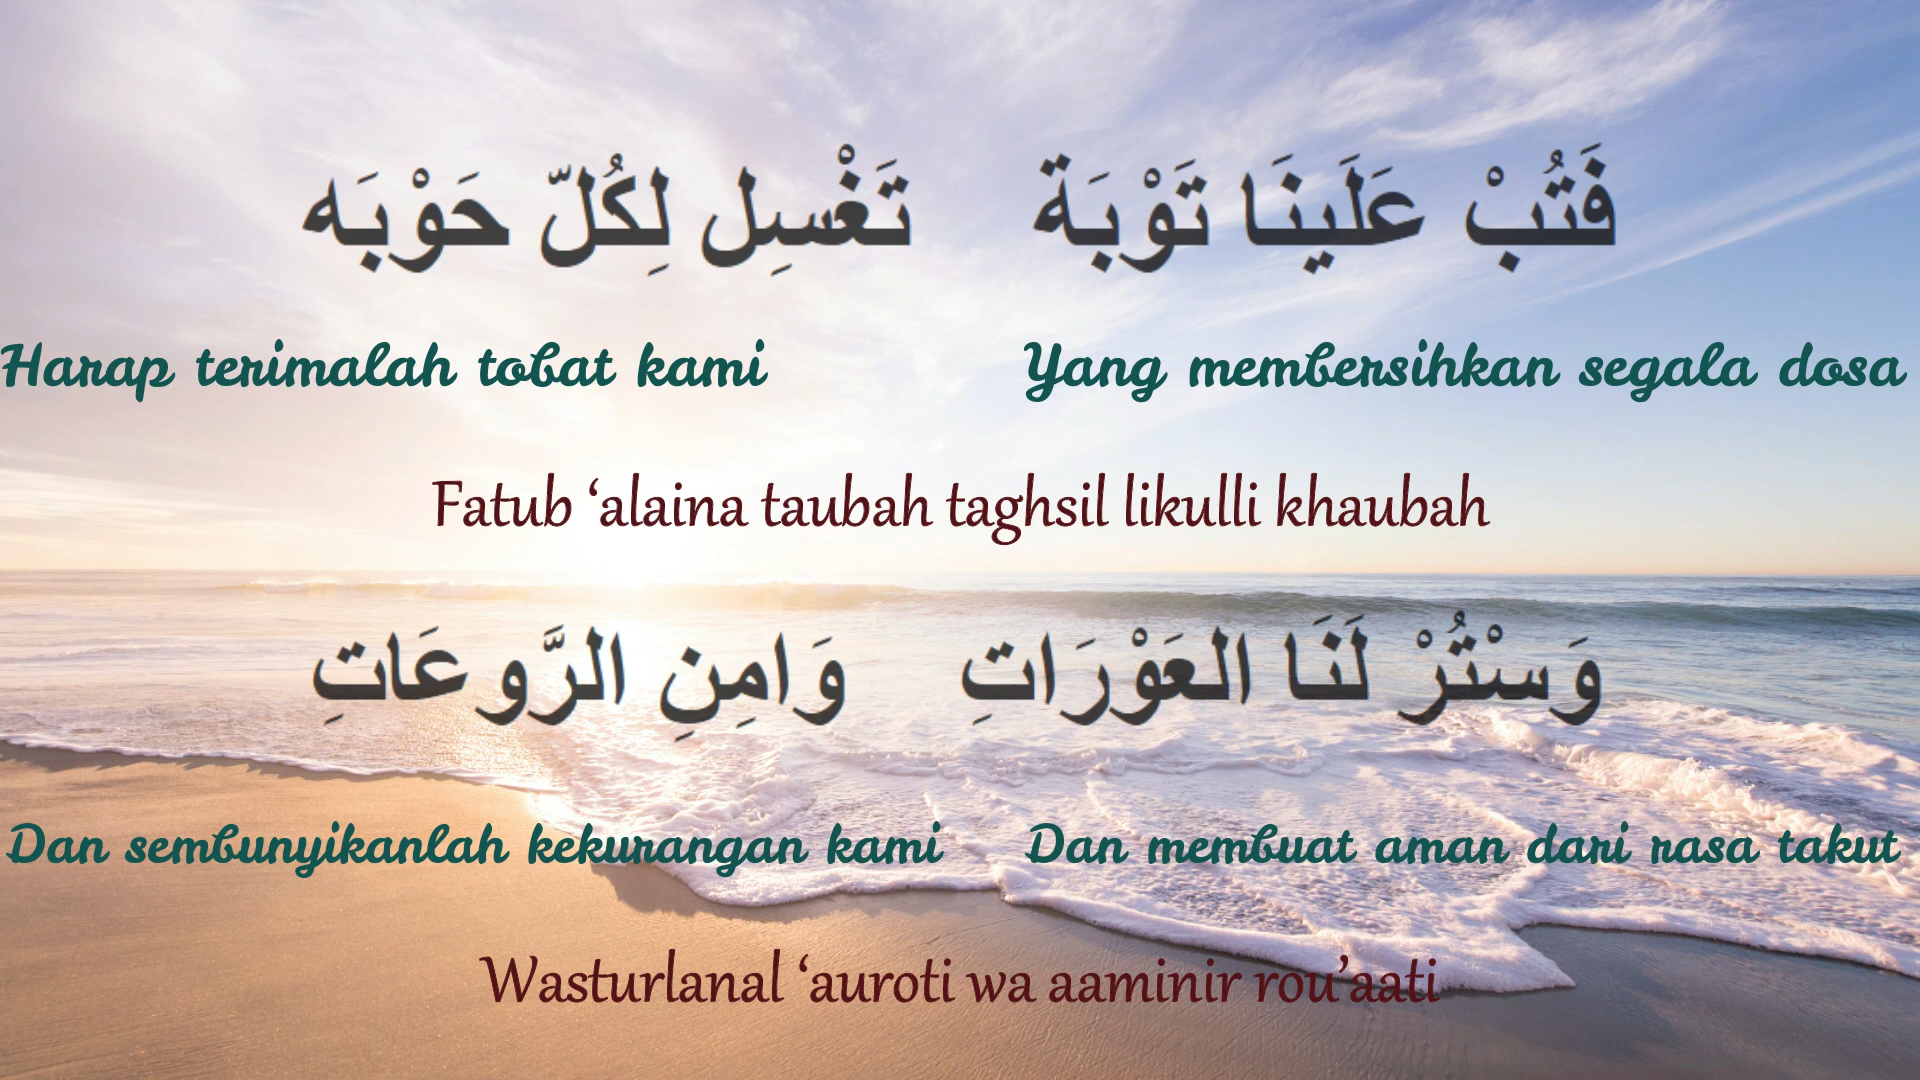 فَتُبْ عَلَينَا تَوْبَة تَغْسِل لِكُلّ حَوْبَه
Harap terimalah tobat kami Yang membersihkan segala dosa
Fatub ‘alaina taubah taghsil likulli khaubah
وَسْتُرْ لَنَا العَوْرَاتِ وَامِنِ الرَّوعَاتِ
Dan sembunyikanlah kekurangan kami Dan membuat aman dari rasa takut
Wasturlanal ‘auroti wa aaminir rou’aati